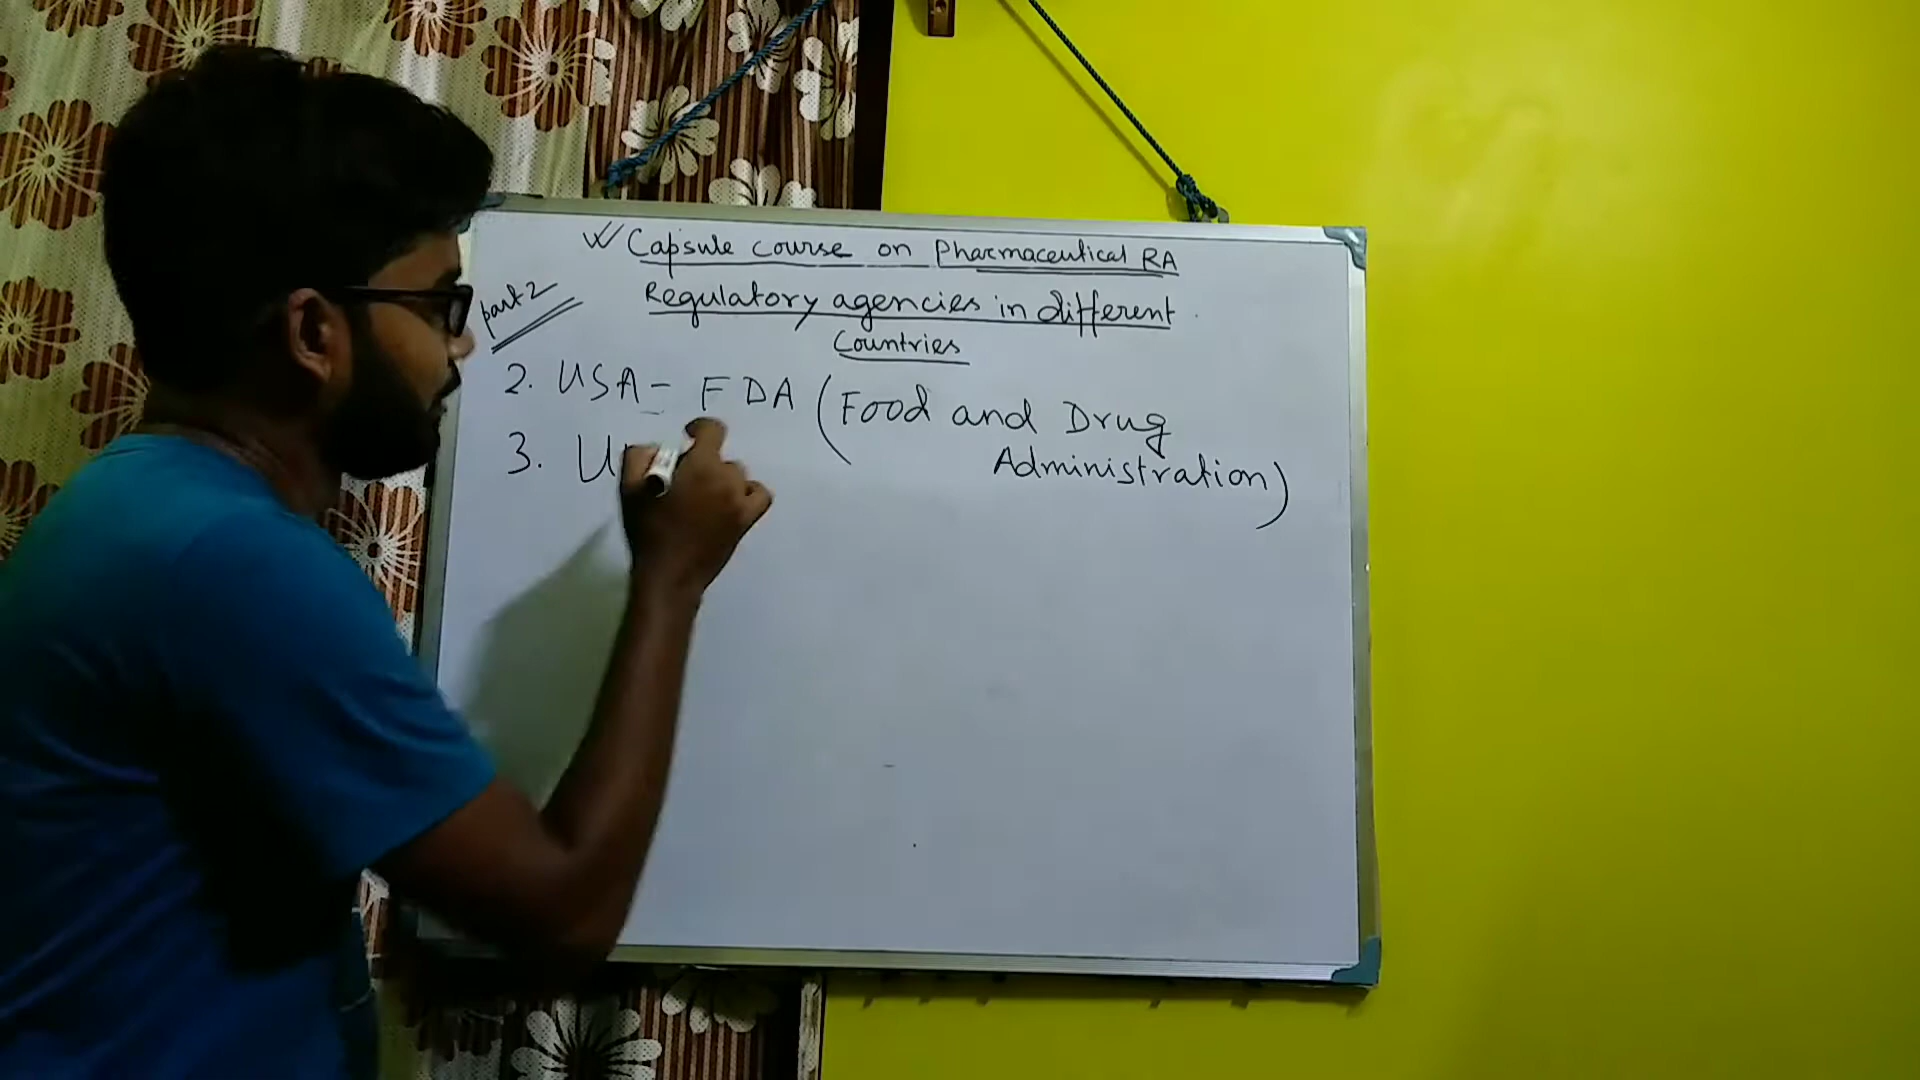 Capsule course on Pharmaceutical RA
part 2
Regulatory agencies in different
Countries
2. USA - FDA (Food and Drug
Administration)
3. U